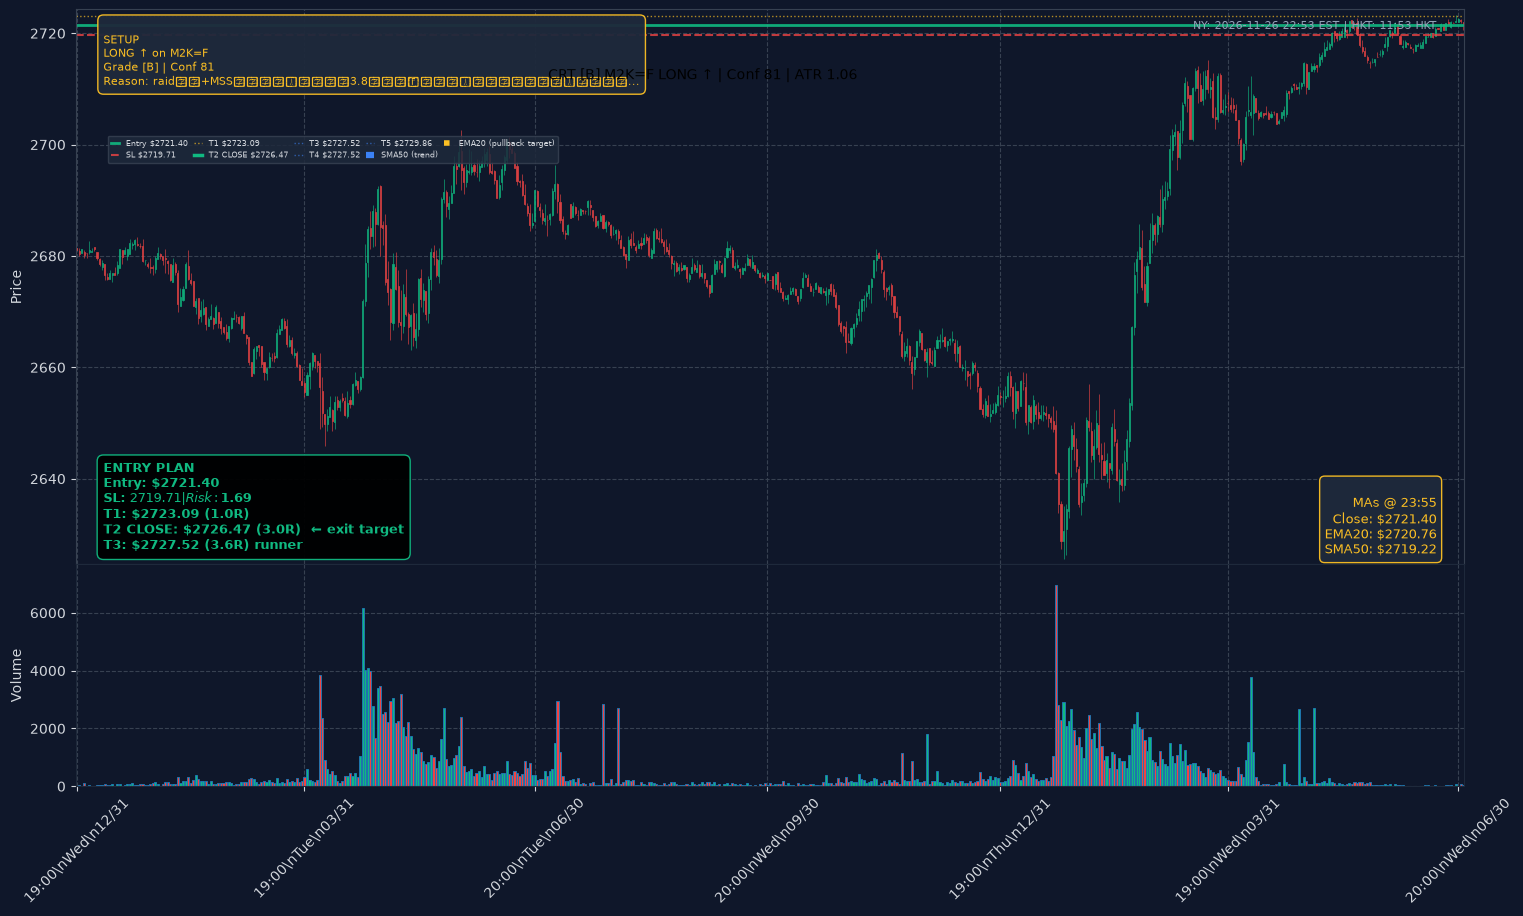 NY: 2026-11-26 22:53 EST | HKT: 11:53 HKT
SETUP
LONG ↑ on M2K=F
Grade [B] | Conf 81
Reason: raid +MSS 3.8 ...
CRT [B] M2K=F LONG ↑ | Conf 81 | ATR 1.06
Entry $2721.40
T1 $2723.09
T3 $2727.52
T5 $2729.86
EMA20 (pullback target)
SL $2719.71
T2 CLOSE $2726.47
T4 $2727.52
SMA50 (trend)
Price
2720
2700
2680
2660
2640
ENTRY PLAN
Entry: $2721.40
SL: 2719.71|Risk:1.69
T1: $2723.09 (1.0R)
T2 CLOSE: $2726.47 (3.0R) ← exit target
T3: $2727.52 (3.6R) runner
MAs @ 23:55
Close: $2721.40
EMA20: $2720.76
SMA50: $2719.22
Volume
6000
4000
2000
0
19:00\nWed\n12/31
19:00\nTue\n03/31
20:00\nTue\n06/30
20:00\nWed\n09/30
19:00\nThu\n12/31
19:00\nWed\n03/31
20:00\nWed\n06/30